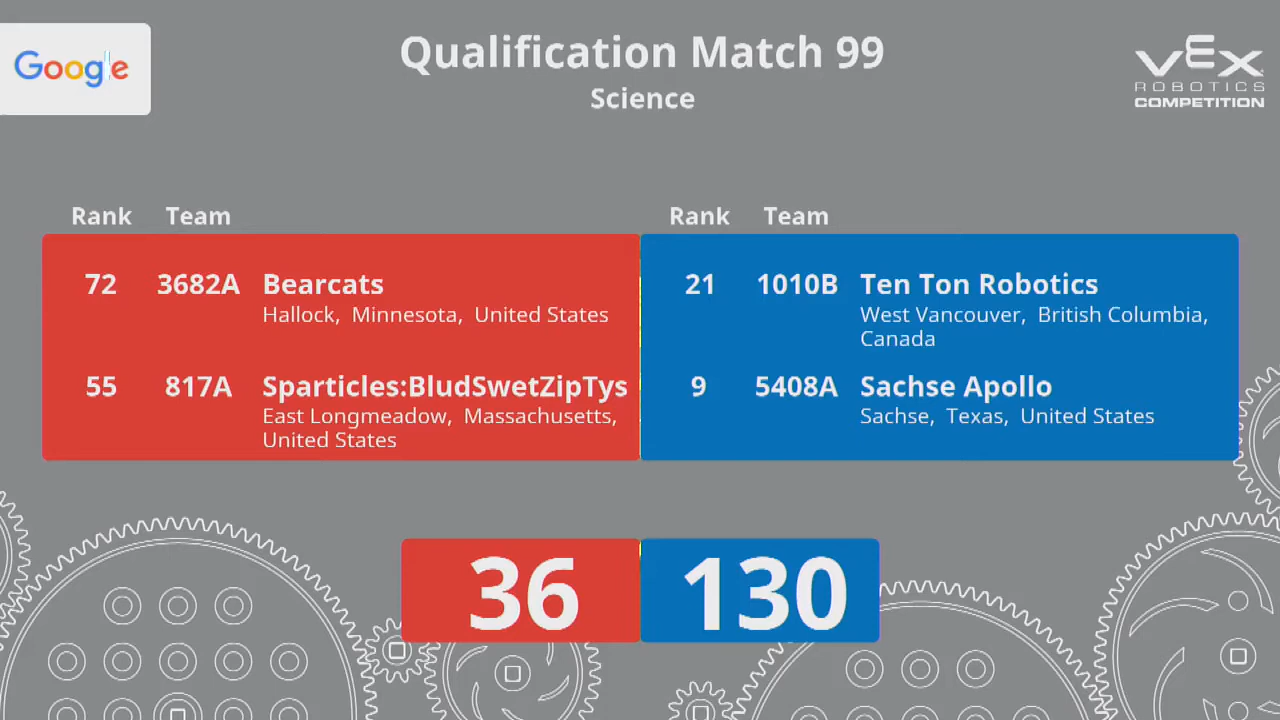 Google
Qualification Match 99
Science
VEX
ROBOTICS
COMPETITION
Rank Team
72 3682A Bearcats
Hallock, Minnesota, United States
55 817A Sparticles:BludSwetZipTys
East Longmeadow, Massachusetts,
United States
Rank Team
21 1010B Ten Ton Robotics
West Vancouver, British Columbia,
Canada
9 5408A Sachse Apollo
Sachse, Texas, United States
36 130